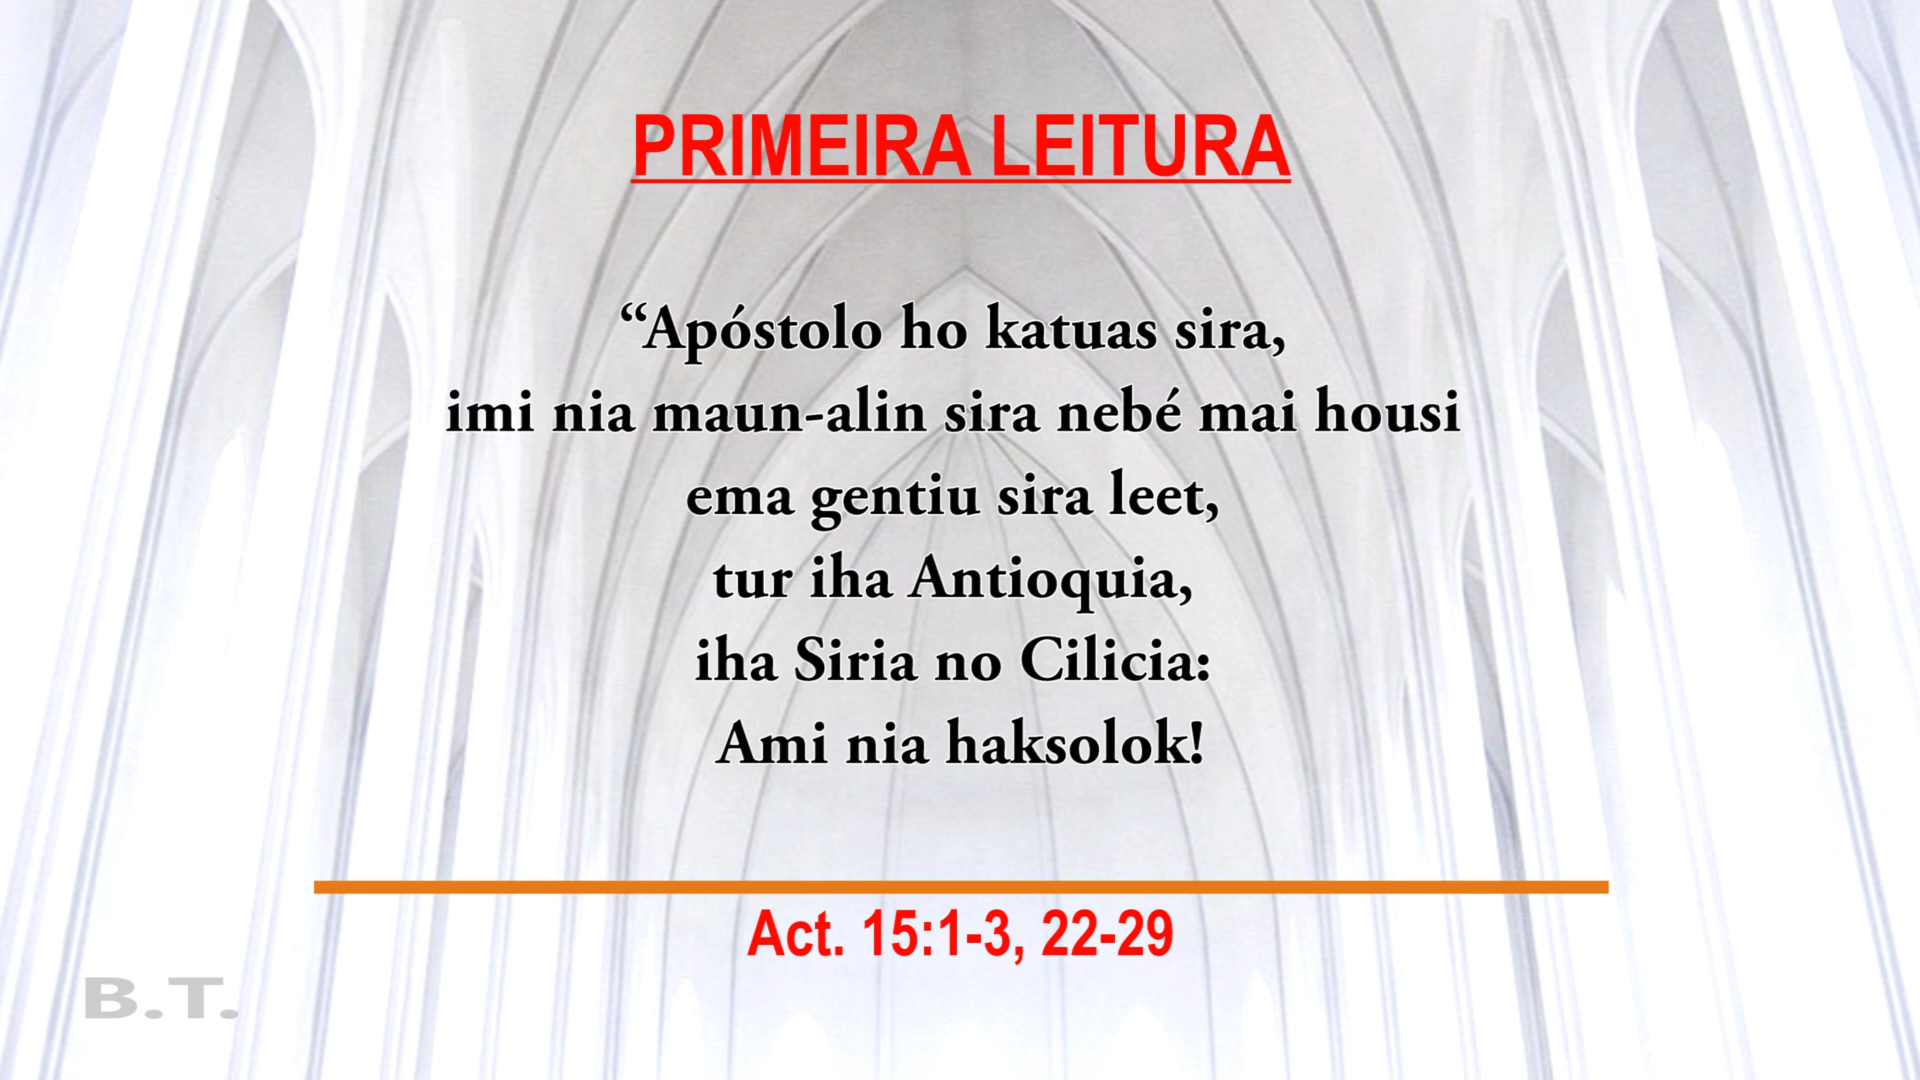 PRIMEIRA LEITURA
“Apóstolo ho katuas sira,
imi nia maun-alin sira nebé mai housi
ema gentiu sira leet,
tur iha Antioquia,
iha Siria no Cilicia:
Ami nia haksolok!
Act. 15:1-3, 22-29
B.T.